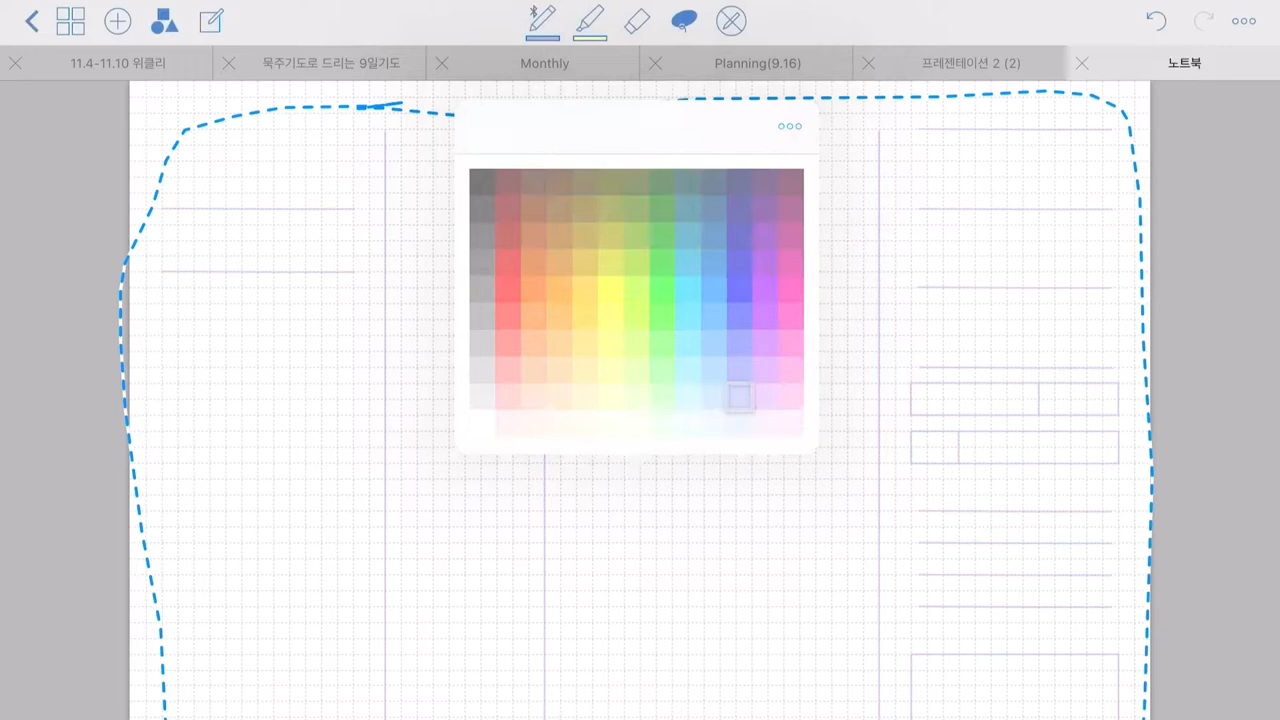 11.4-11.10 위클리
묵주기도로 드리는 9일기도
Monthly
Planning(9.16)
프레젠테이션 2 (2)
노트북